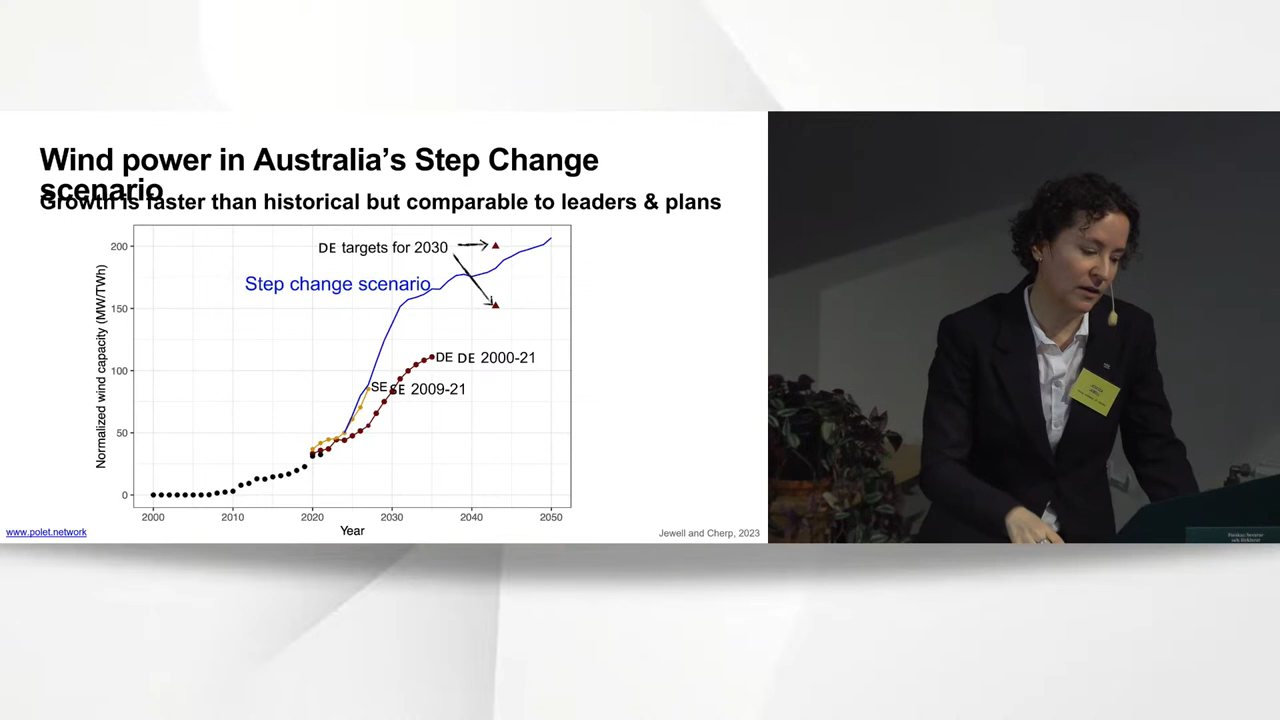 Wind power in Australia's Step Change
scenario
Growth is faster than historical but comparable to leaders & plans
Normalized wind capacity (MW/TWh)
200
150
100
50
0
DE targets for 2030
Step change scenario
DE DE 2000-21
SE SE 2009-21
2000 2010 2020 2030 2040 2050
Year
www.polet.network
Jewell and Cherp, 2023